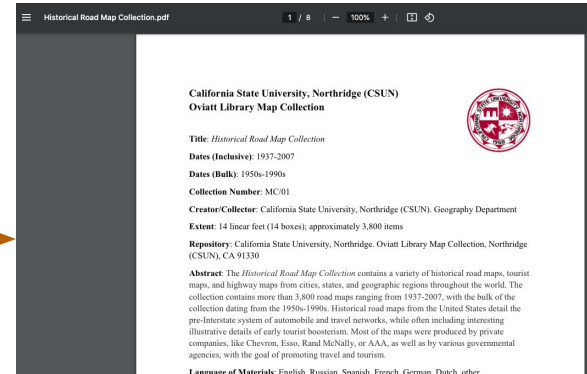 Historical Road Map Collection.pdf
1 / 8
100%
California State University, Northridge (CSUN)
Oviatt Library Map Collection
Title: Historical Road Map Collection
Dates (Inclusive): 1937-2007
Dates (Bulk): 1950s-1990s
Collection Number: MC/01
Creator/Collector: California State University, Northridge (CSUN). Geography Department
Extent: 14 linear feet (14 boxes); approximately 3,800 items
Repository: California State University, Northridge. Oviatt Library Map Collection, Northridge
(CSUN), CA 91330
Abstract: The Historical Road Map Collection contains a variety of historical road maps, tourist
maps, and highway maps from cities, states, and geographic regions throughout the world. The
collection contains more than 3,800 road maps ranging from 1937-2007, with the bulk of the
collection dating from the 1950s-1990s. Historical road maps from the United States detail the
pre-Interstate system of automobile and travel networks, while often including interesting
illustrative details of early tourist boosterism. Most of the maps were produced by private
companies, like Chevron, Esso, Rand McNally, or AAA, as well as by various governmental
agencies, with the goal of promoting travel and tourism.
Language of Materials: English, Russian, Spanish, French, German, Dutch, other